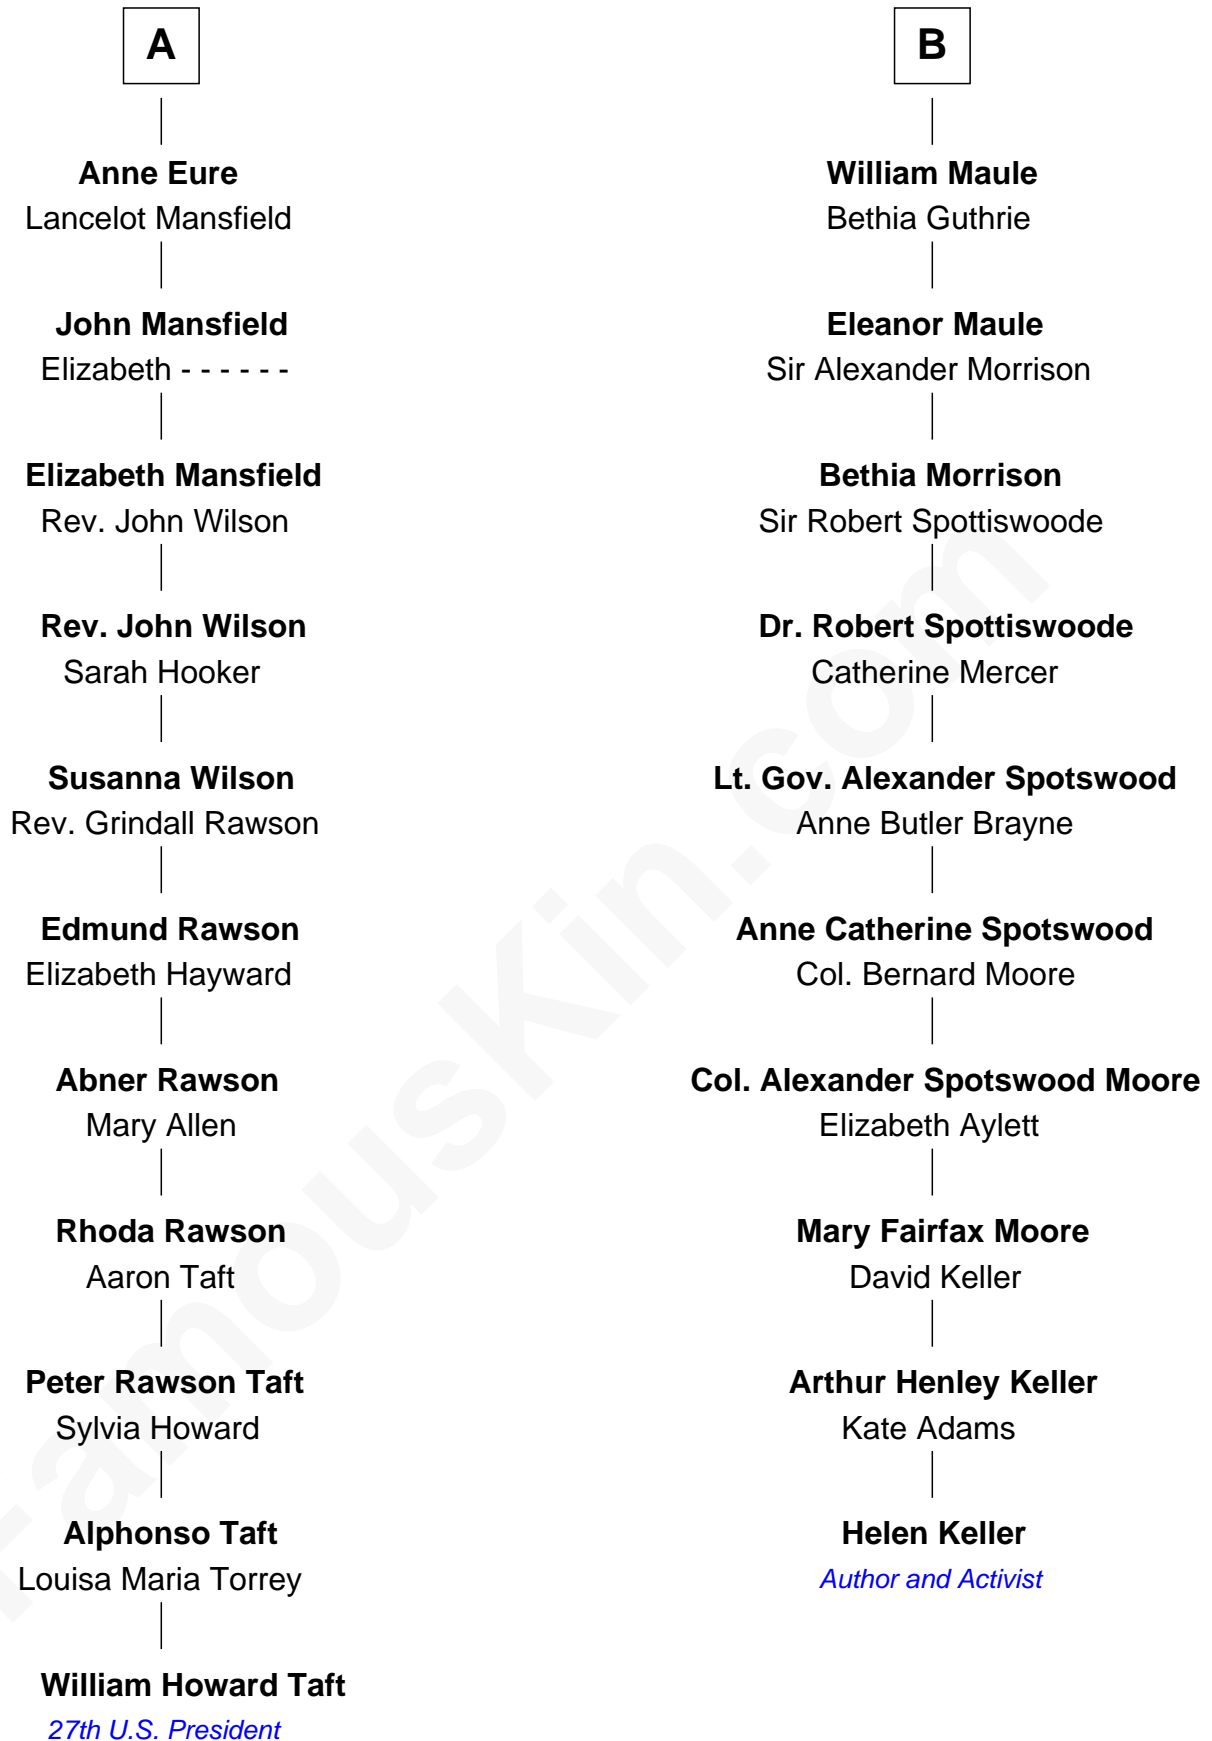 A
Anne Eure
Lancelot Mansfield
John Mansfield
Elizabeth - - - - - -
Elizabeth Mansfield
Rev. John Wilson
Rev. John Wilson
Sarah Hooker
Susanna Wilson
Rev. Grindall Rawson
Edmund Rawson
Elizabeth Hayward
Abner Rawson
Mary Allen
Rhoda Rawson
Aaron Taft
Peter Rawson Taft
Sylvia Howard
Alphonso Taft
Louisa Maria Torrey
William Howard Taft
27th U.S. President
B
William Maule
Bethia Guthrie
Eleanor Maule
Sir Alexander Morrison
Bethia Morrison
Sir Robert Spottiswoode
Dr. Robert Spottiswoode
Catherine Mercer
Lt. Gov. Alexander Spotswood
Anne Butler Brayne
Anne Catherine Spotswood
Col. Bernard Moore
Col. Alexander Spotswood Moore
Elizabeth Aylett
Mary Fairfax Moore
David Keller
Arthur Henley Keller
Kate Adams
Helen Keller
Author and Activist
FamousKin.com